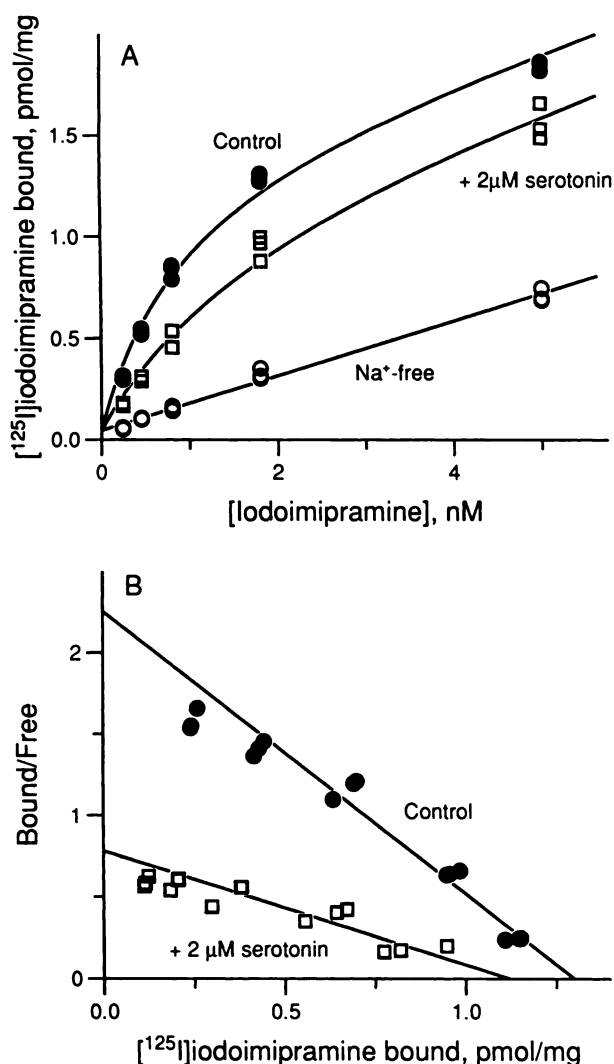 A
[¹²⁵I]iodoimipramine bound, pmol/mg
1.5
1.0
0.5
0.0
Control
+ 2μM serotonin
Na⁺-free
0
2
4
[Iodoimipramine], nM
B
Bound/Free
2
1
0
Control
+ 2 μM serotonin
0.0
0.5
1.0
[¹²⁵I]iodoimipramine bound, pmol/mg